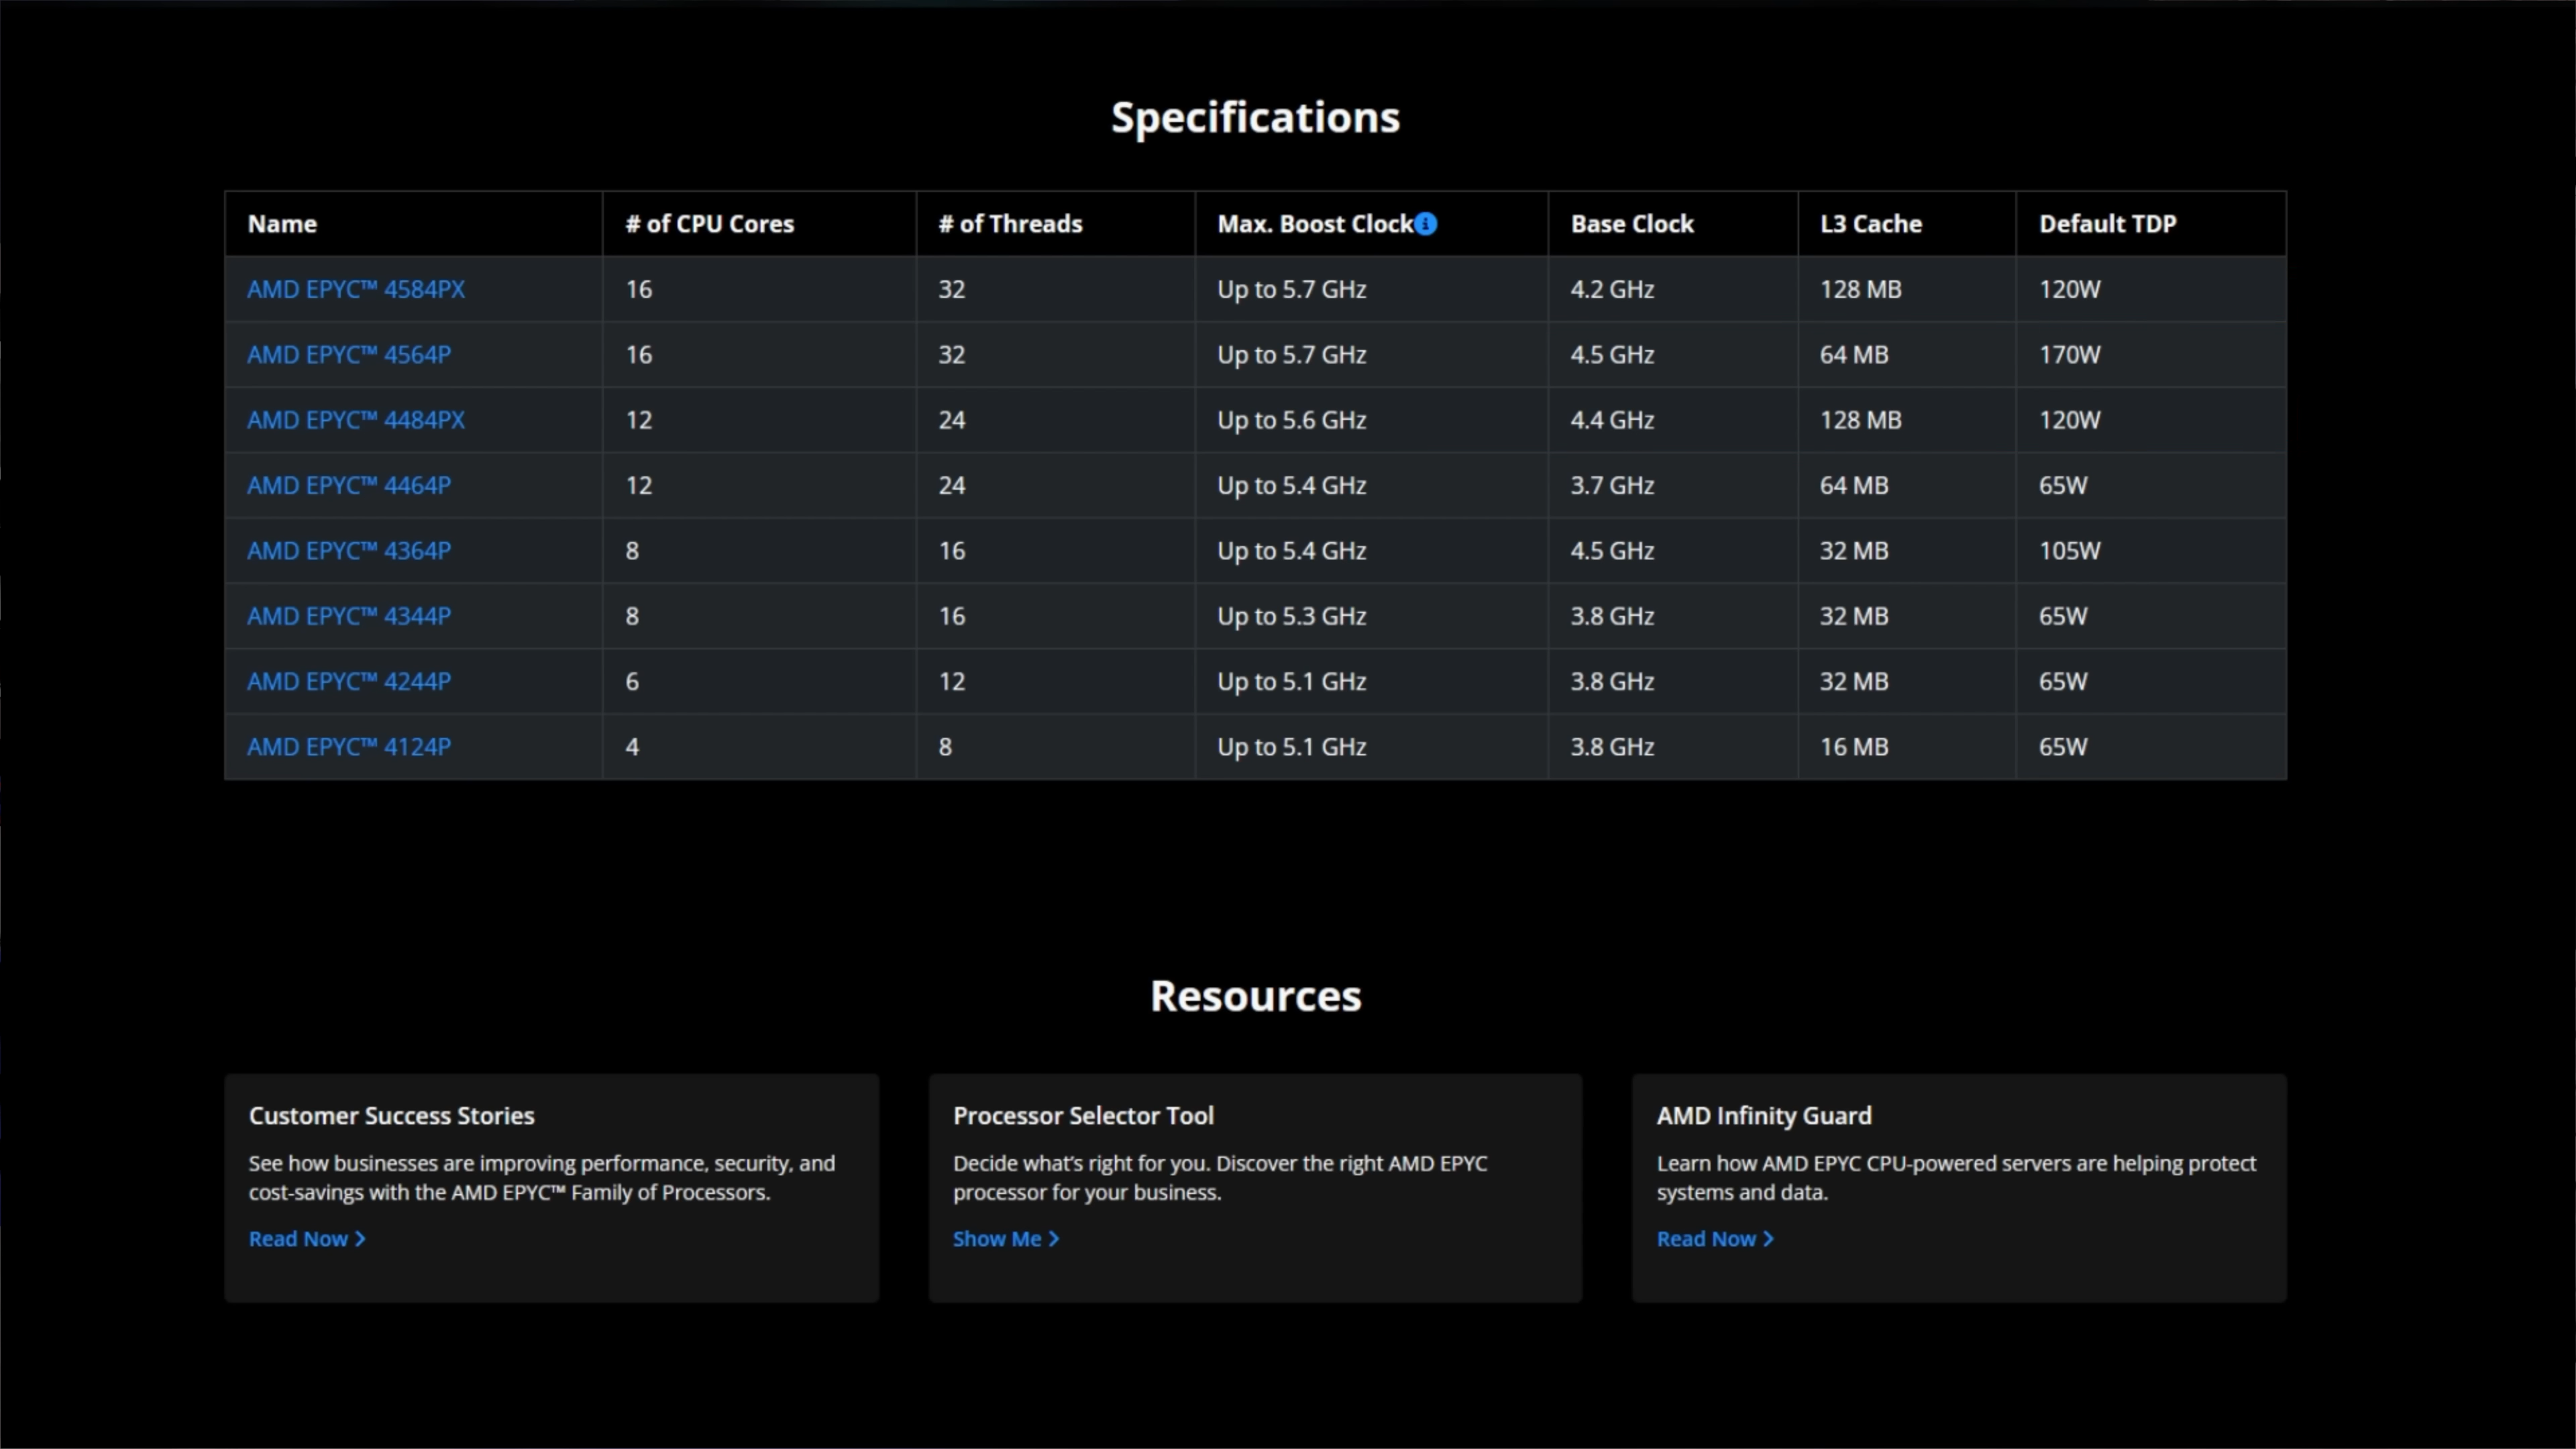 Specifications
Name # of CPU Cores # of Threads Max. Boost Clock Base Clock L3 Cache Default TDP
AMD EPYC™ 4584PX 16 32 Up to 5.7 GHz 4.2 GHz 128 MB 120W
AMD EPYC™ 4564P 16 32 Up to 5.7 GHz 4.5 GHz 64 MB 170W
AMD EPYC™ 4484PX 12 24 Up to 5.6 GHz 4.4 GHz 128 MB 120W
AMD EPYC™ 4464P 12 24 Up to 5.4 GHz 3.7 GHz 64 MB 65W
AMD EPYC™ 4364P 8 16 Up to 5.4 GHz 4.5 GHz 32 MB 105W
AMD EPYC™ 4344P 8 16 Up to 5.3 GHz 3.8 GHz 32 MB 65W
AMD EPYC™ 4244P 6 12 Up to 5.1 GHz 3.8 GHz 32 MB 65W
AMD EPYC™ 4124P 4 8 Up to 5.1 GHz 3.8 GHz 16 MB 65W
Resources
Customer Success Stories
See how businesses are improving performance, security, and
cost-savings with the AMD EPYC™ Family of Processors.
Read Now
Processor Selector Tool
Decide what's right for you. Discover the right AMD EPYC
processor for your business.
Show Me
AMD Infinity Guard
Learn how AMD EPYC CPU-powered servers are helping protect
systems and data.
Read Now